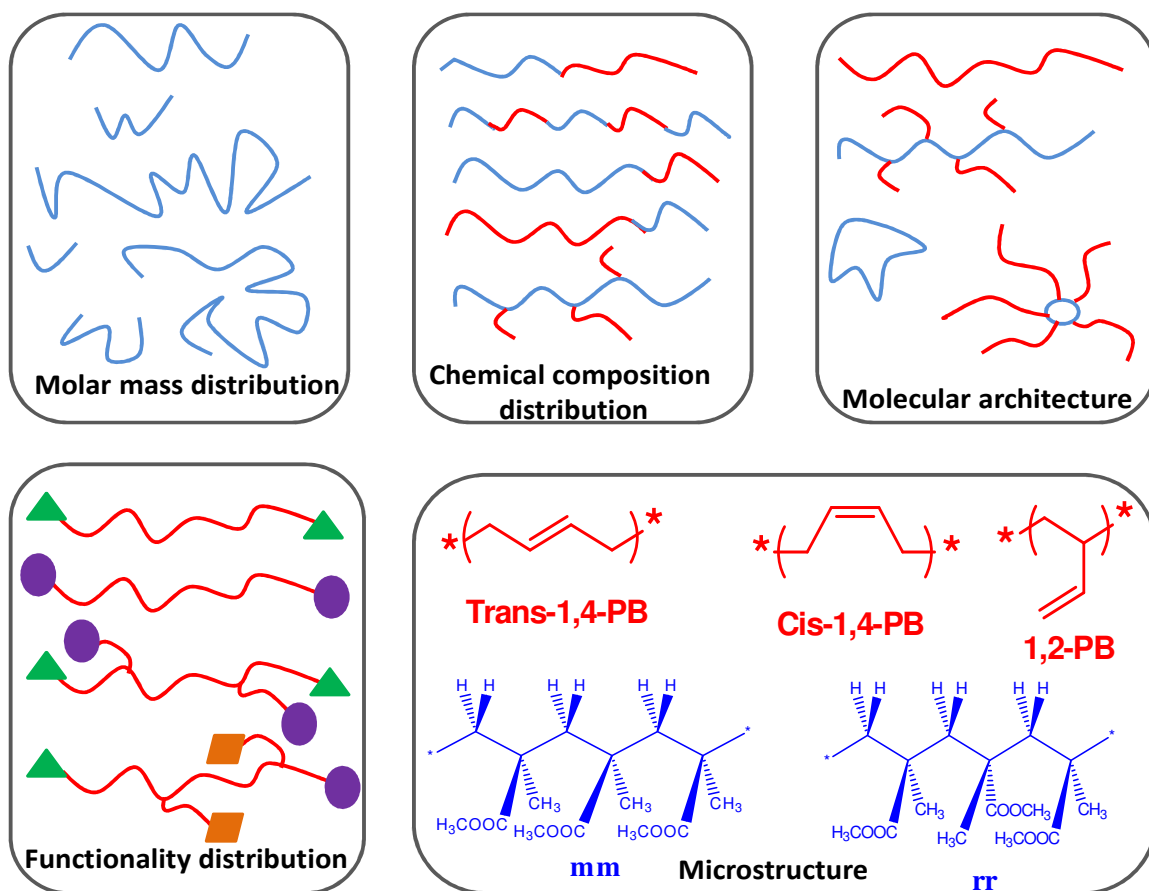 Molar mass distribution
Chemical composition
distribution
Molecular architecture
Functionality distribution
* ( ) *
* ( ) *
* ( ) *
Trans-1,4-PB
Cis-1,4-PB
1,2-PB
H H H H H H
* *
CH3 CH3 CH3
H3COOC H3COOC H3COOC
mm
H H H H H H
* *
CH3 COOCH3 CH3
H3COOC H3C H3COOC
rr
Microstructure